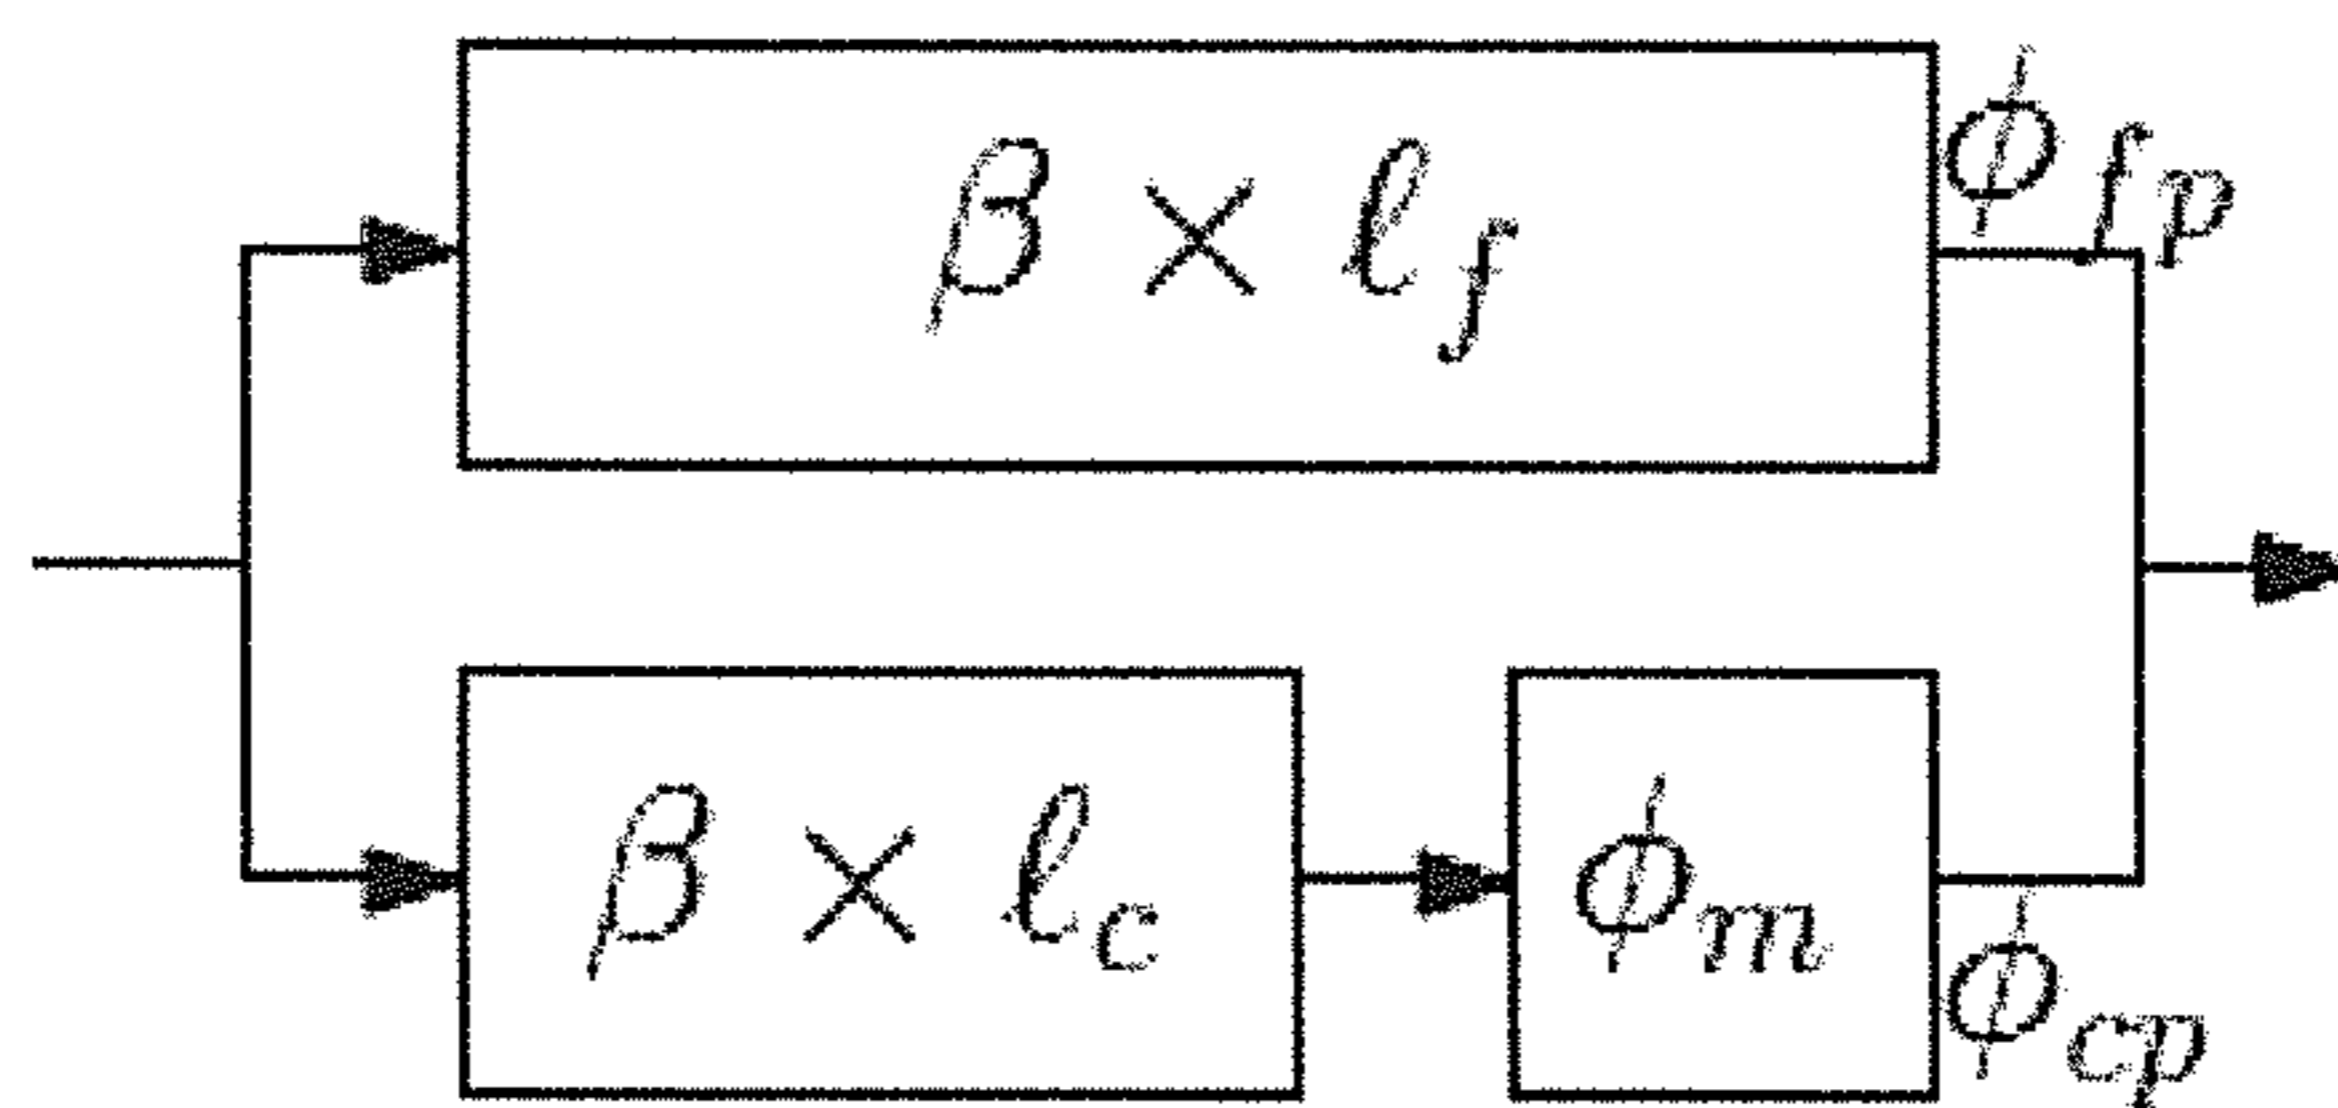 β × l_f
ϕ_fp
β × l_c
ϕ_m
ϕ_cp